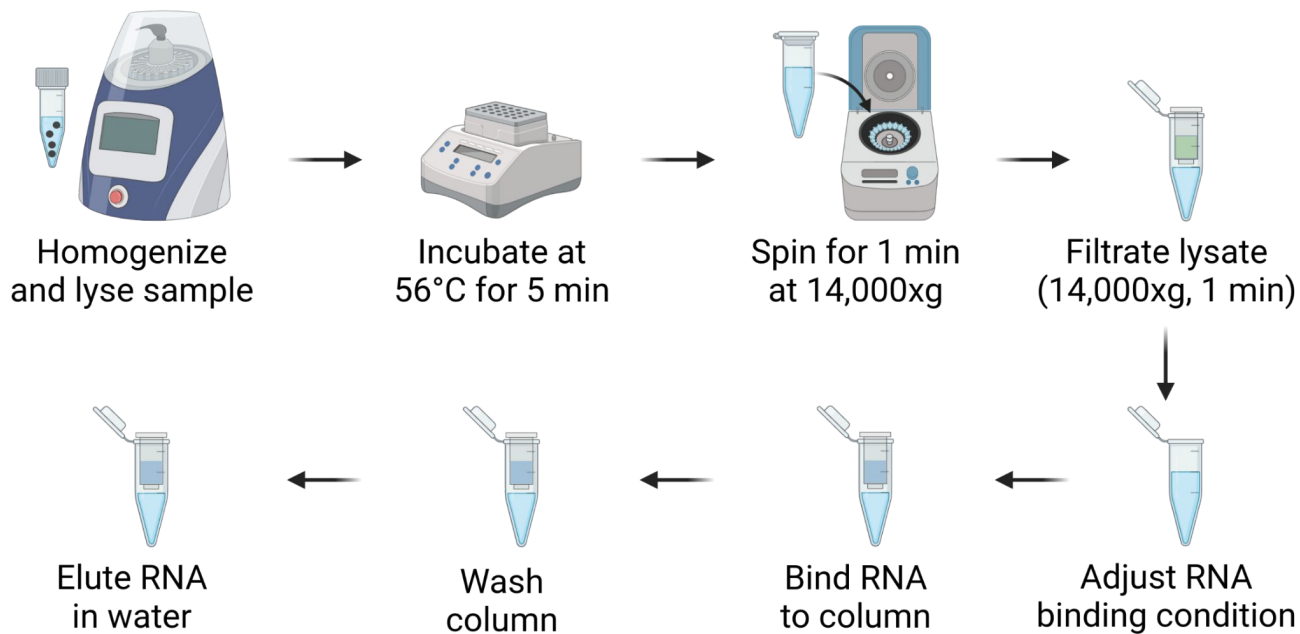 Homogenize
and lyse sample
Incubate at
56°C for 5 min
Spin for 1 min
at 14,000xg
Filtrate lysate
(14,000xg, 1 min)
Adjust RNA
binding condition
Bind RNA
to column
Wash
column
Elute RNA
in water